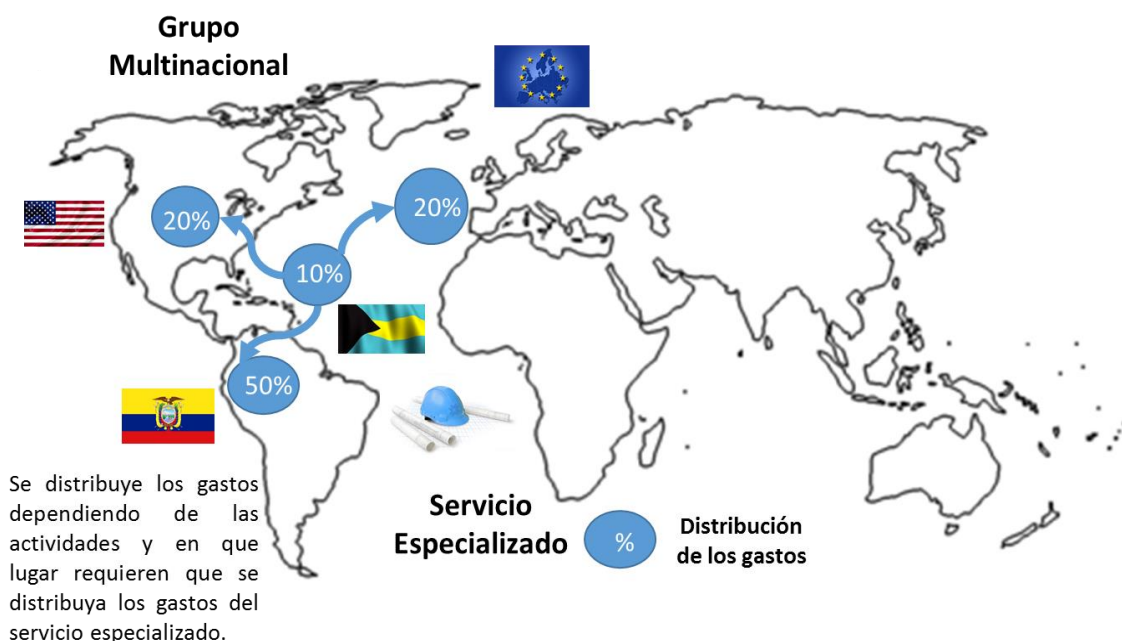 Grupo
Multinacional
20%
20%
10%
50%
Se distribuye los gastos
dependiendo de las
actividades y en que
lugar requieren que se
distribuya los gastos del
servicio especializado.
Servicio
Especializado
%
Distribución
de los gastos